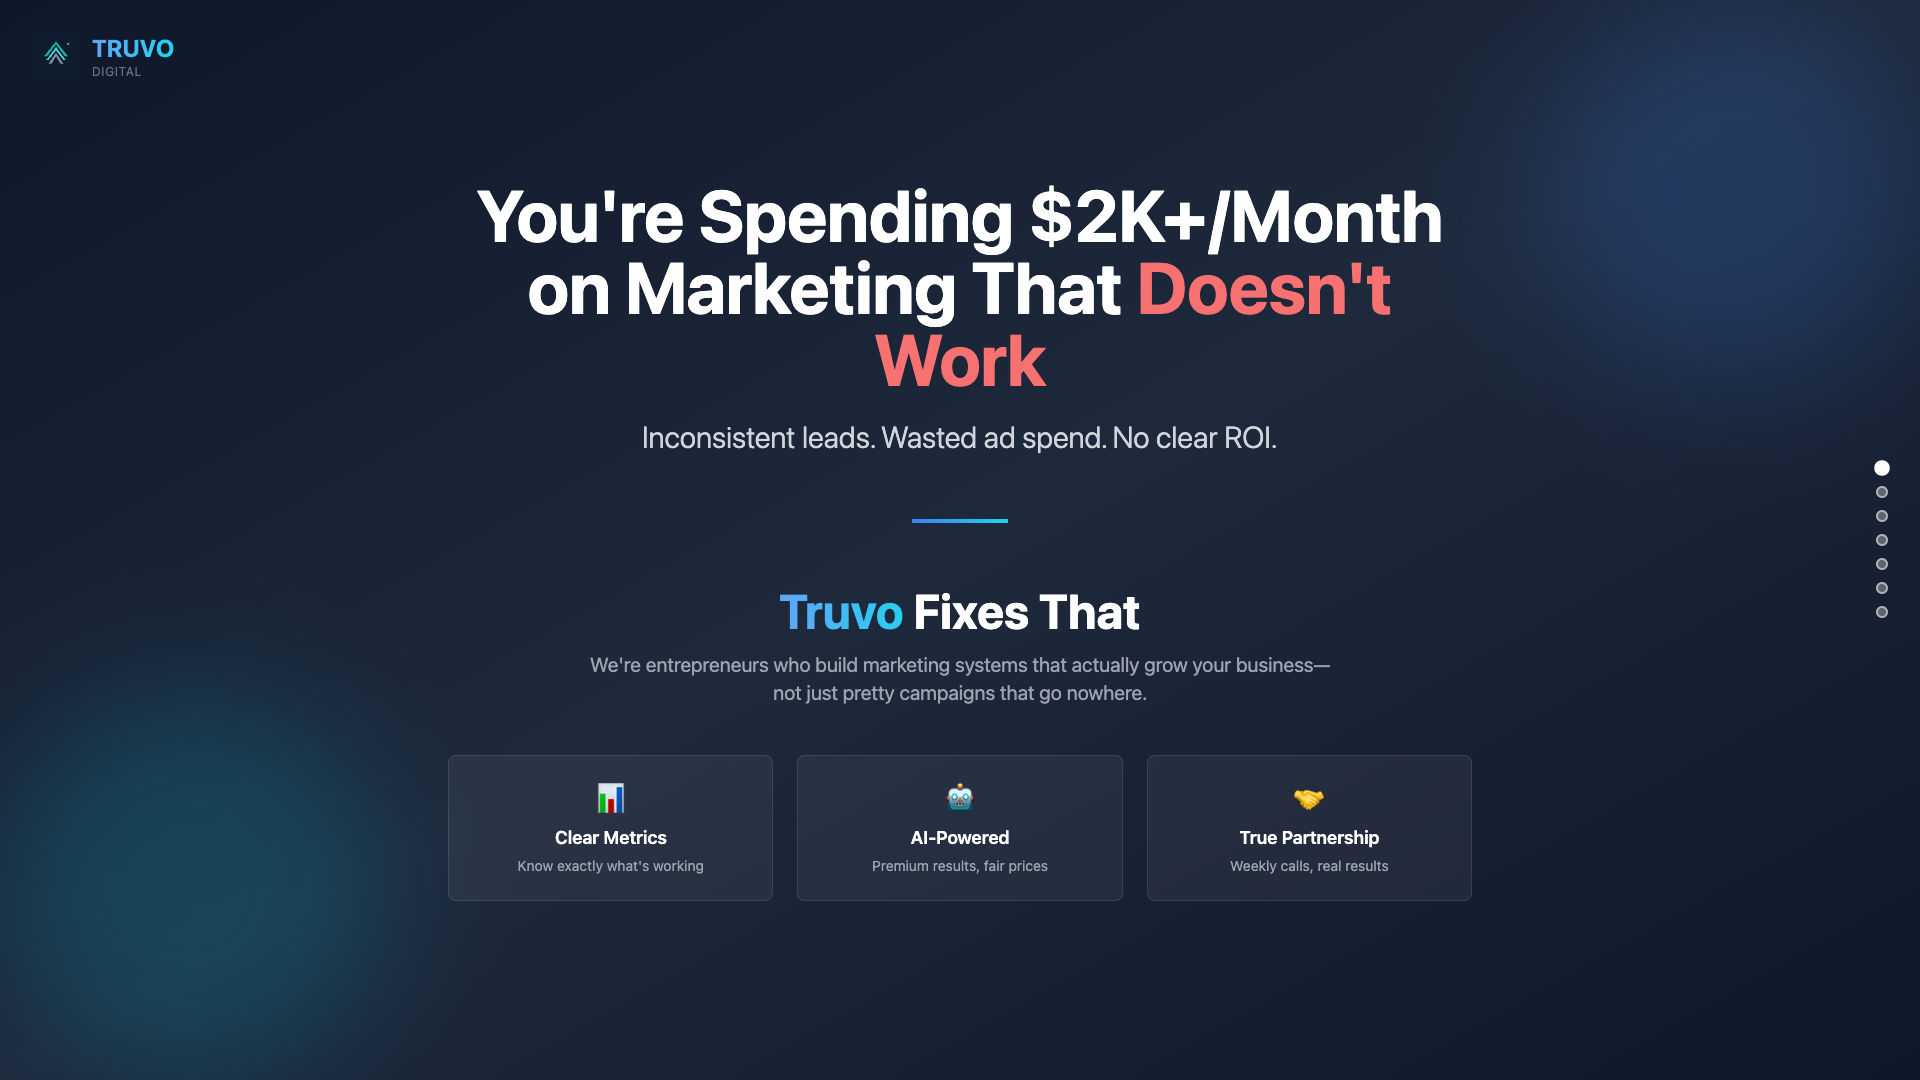 TRUVO
DIGITAL
You're Spending $2K+/Month
on Marketing That Doesn't
Work
Inconsistent leads. Wasted ad spend. No clear ROI.
Truvo Fixes That
We're entrepreneurs who build marketing systems that actually grow your business—
not just pretty campaigns that go nowhere.
Clear Metrics
Know exactly what's working
AI-Powered
Premium results, fair prices
True Partnership
Weekly calls, real results